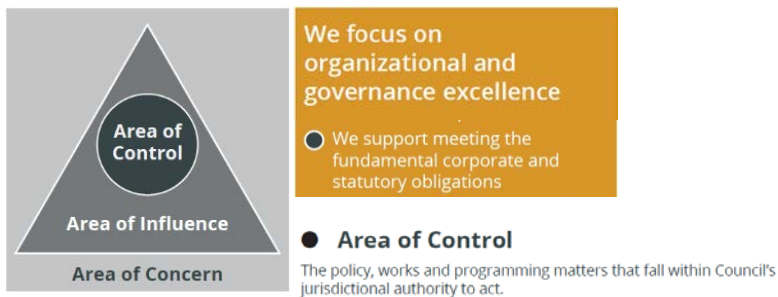 Area of
Control
Area of Influence
Area of Concern
We focus on
organizational and
governance excellence
We support meeting the
fundamental corporate and
statutory obligations
Area of Control
The policy, works and programming matters that fall within Council's
jurisdictional authority to act.